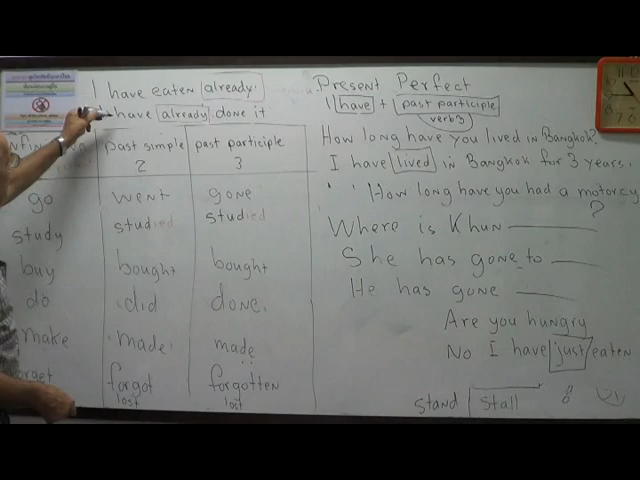 I have eaten already.
have already done it
past simple
2
past participle
3
go went gone
study studied studied
buy bought bought
do did done.
make made made
forgot forgotten
lost lost
Present Perfect
I have + past participle
verb 3
How long have you lived in Bangkok?
I have lived in Bangkok for 3 years.
How long have you had a motorcy
?
Where is Khun
She has gone to
He has gone
Are you hungry
No I have just eaten
stand stall